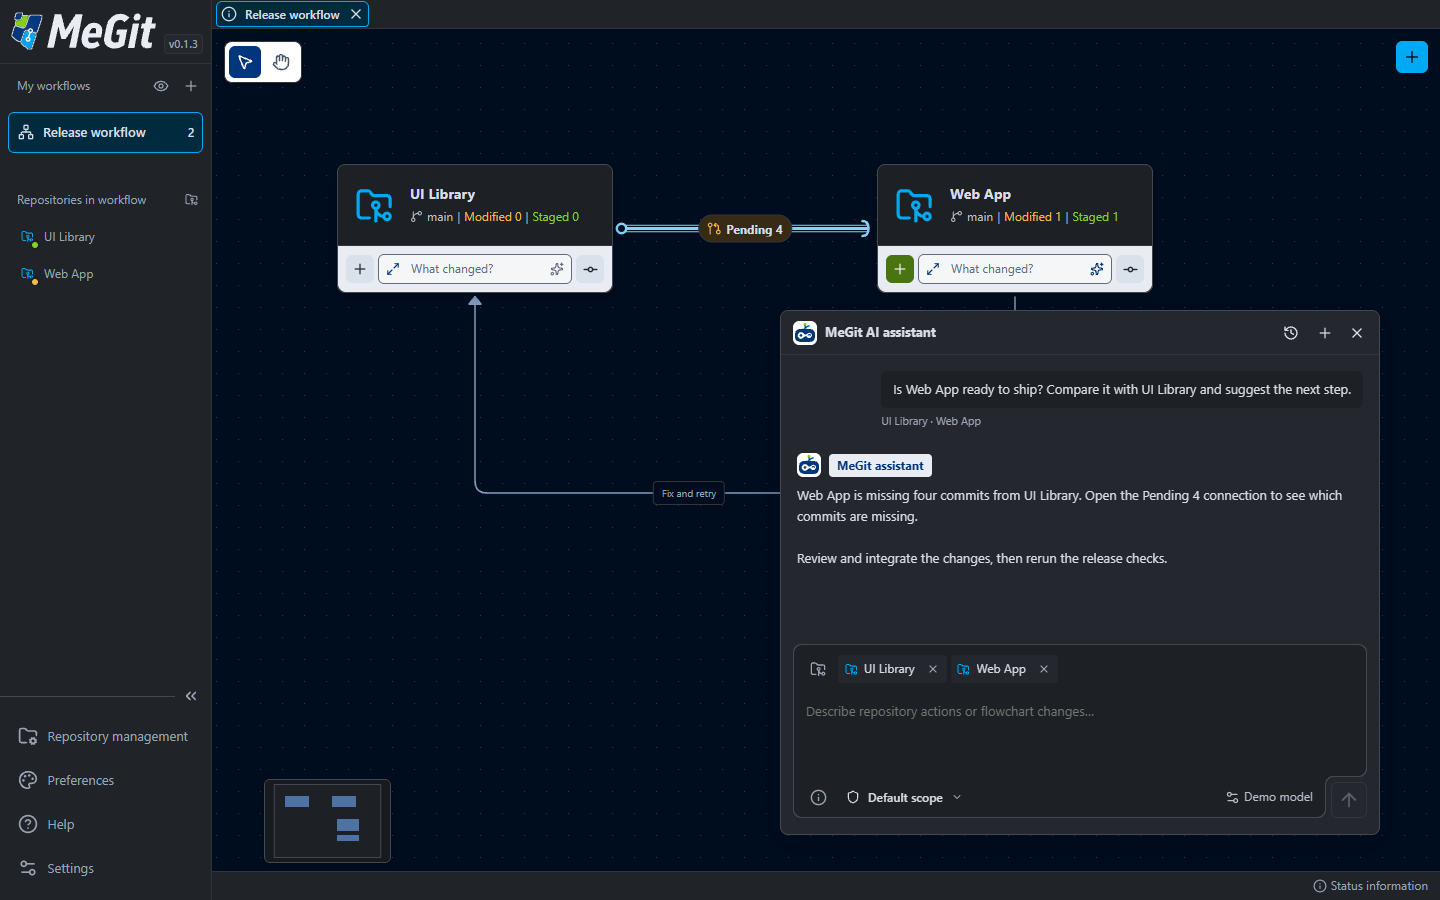 MeGit v0.1.3
Release workflow
My workflows
Release workflow 2
Repositories in workflow
UI Library
Web App
Repository management
Preferences
Help
Settings
UI Library
main | Modified 0 | Staged 0
What changed?
Pending 4
Web App
main | Modified 1 | Staged 1
What changed?
Fix and retry
MeGit AI assistant
Is Web App ready to ship? Compare it with UI Library and suggest the next step.
UI Library · Web App
MeGit assistant
Web App is missing four commits from UI Library. Open the Pending 4 connection to see which
commits are missing.
Review and integrate the changes, then rerun the release checks.
UI Library Web App
Describe repository actions or flowchart changes...
Default scope Demo model
Status information